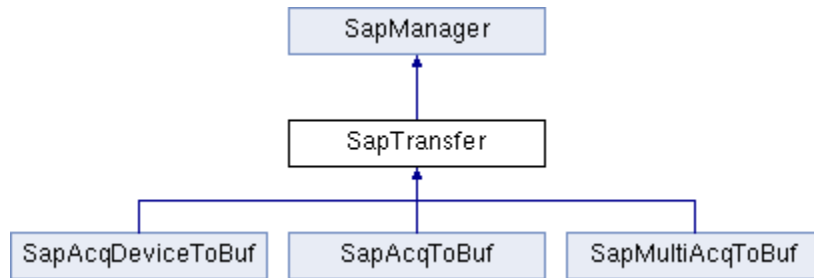 SapManager
SapTransfer
SapAcqDeviceToBuf
SapAcqToBuf
SapMultiAcqToBuf